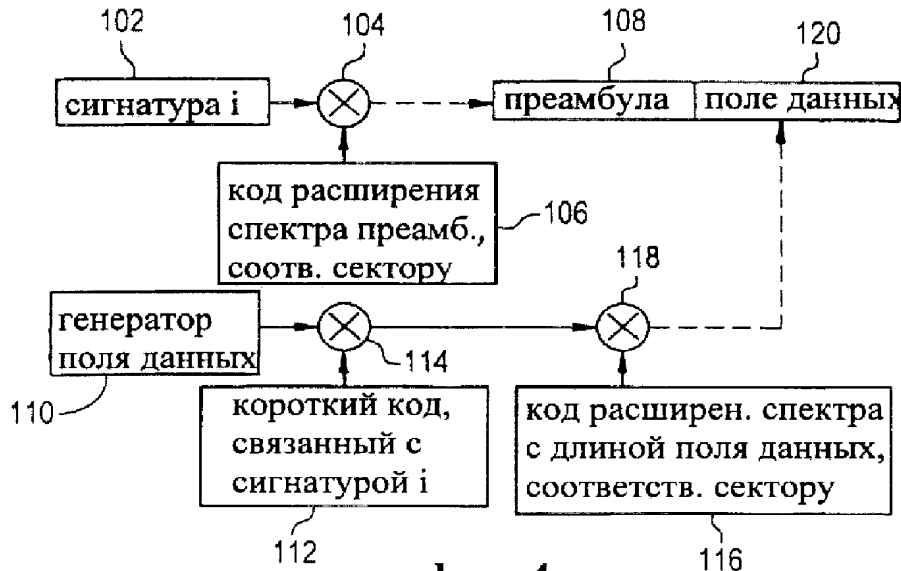 102
104
108
120
сигнатура i
преамбула
поле данных
код расширения
спектра преамб.,
соотв. сектору
106
118
генератор
поля данных
114
110
короткий код,
связанный с
сигнатурой i
код расширен. спектра
с длиной поля данных,
соответств. сектору
112
116